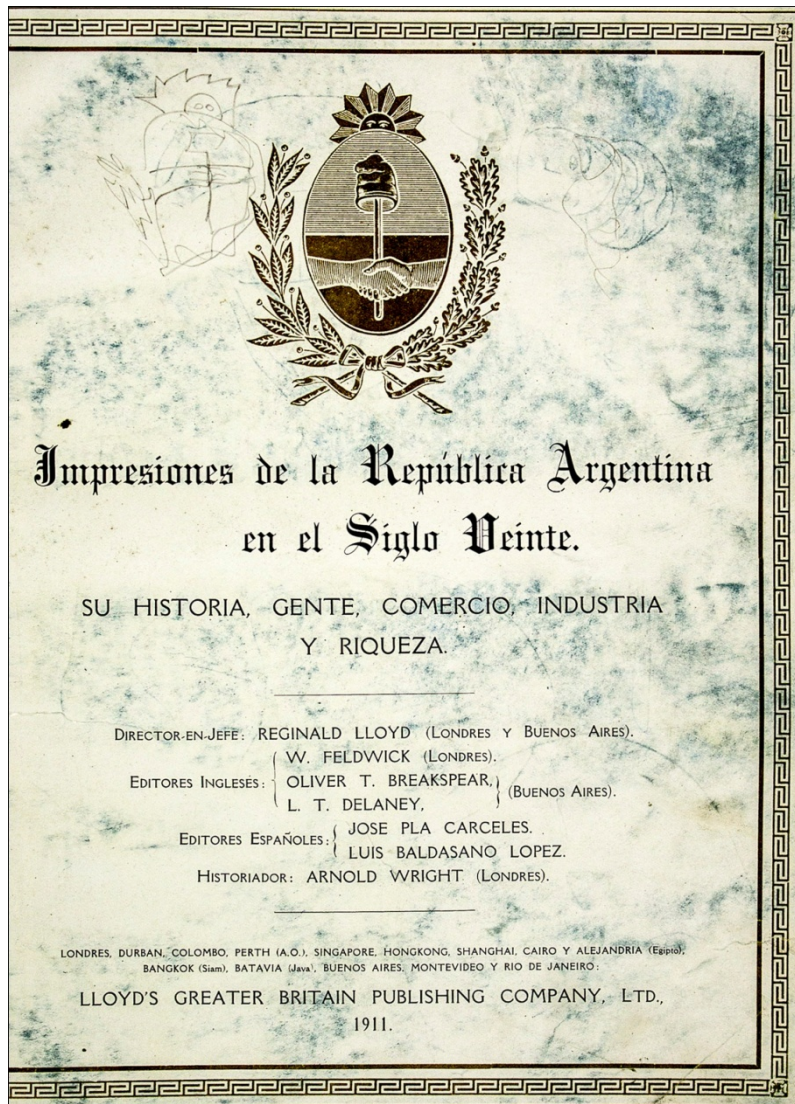 Impresiones de la República Argentina
en el Siglo Veinte.
SU HISTORIA, GENTE, COMERCIO, INDUSTRIA
Y RIQUEZA.
DIRECTOR-EN-JEFE: REGINALD LLOYD (LONDRES Y BUENOS AIRES).
EDITORES INGLESES: { W. FELDWICK (LONDRES).
OLIVER T. BREAKSPEAR,
L. T. DELANEY, } (BUENOS AIRES).
EDITORES ESPAÑOLES: { JOSE PLA CARCELES.
LUIS BALDASANO LOPEZ.
HISTORIADOR: ARNOLD WRIGHT (LONDRES).
LONDRES, DURBAN, COLOMBO, PERTH (A.O.), SINGAPORE, HONGKONG, SHANGHAI, CAIRO Y ALEJANDRIA (Egipto),
BANGKOK (Siam), BATAVIA (Java), BUENOS AIRES, MONTEVIDEO Y RIO DE JANEIRO:
LLOYD'S GREATER BRITAIN PUBLISHING COMPANY, LTD.,
1911.